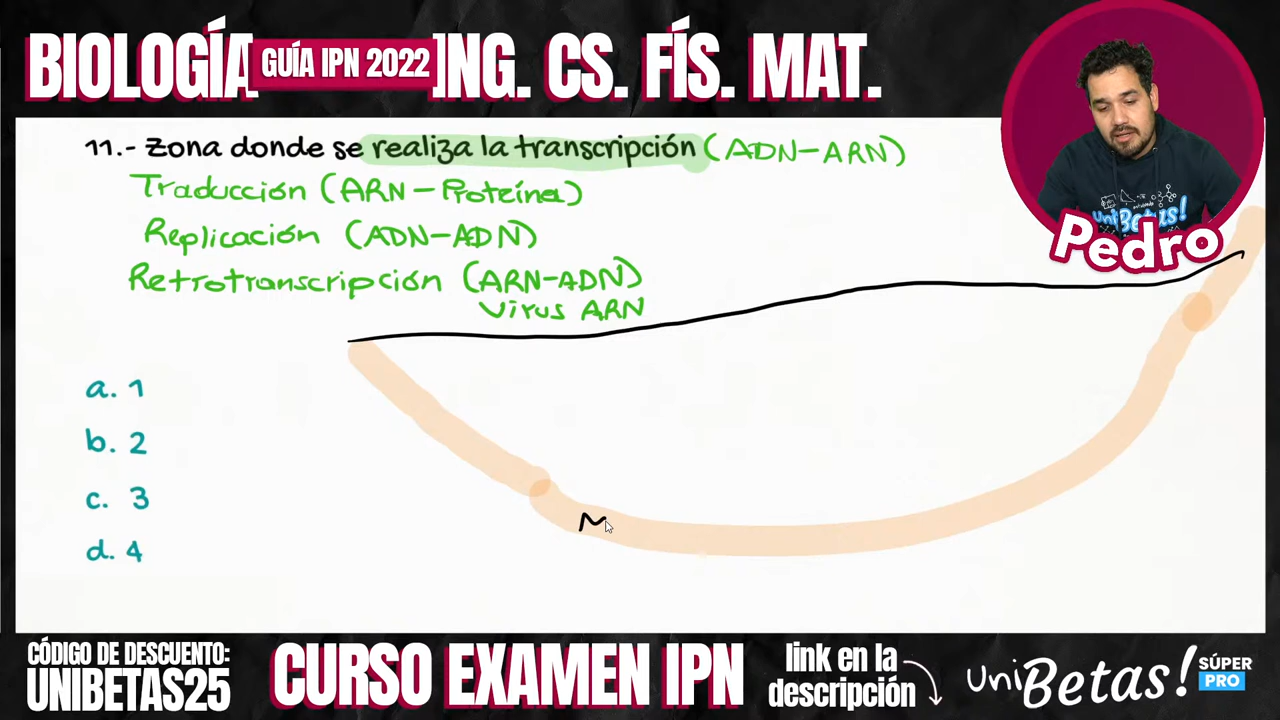 BIOLOGÍA[GUÍA IPN 2022]ING. CS. FÍS. MAT.
11.- Zona donde se realiza la transcripción (ADN-ARN)
Traducción (ARN-Proteína)
Replicación (ADN-ADN)
Retrotranscripción (ARN-ADN)
Virus ARN
a. 1
b. 2
c. 3
d. 4
UniBetas!
Pedro
CÓDIGO DE DESCUENTO:
UNIBETAS25
CURSO EXAMEN IPN
link en la
descripción
UniBetas! SÚPER
PRO